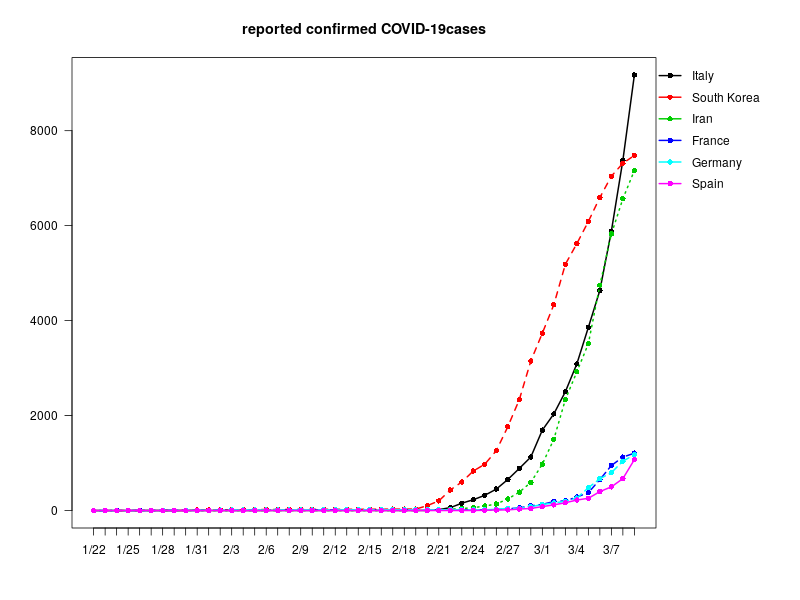 reported confirmed COVID-19cases
Italy
South Korea
Iran
France
Germany
Spain
8000
6000
4000
2000
0
1/22 1/25 1/28 1/31 2/3 2/6 2/9 2/12 2/15 2/18 2/21 2/24 2/27 3/1 3/4 3/7